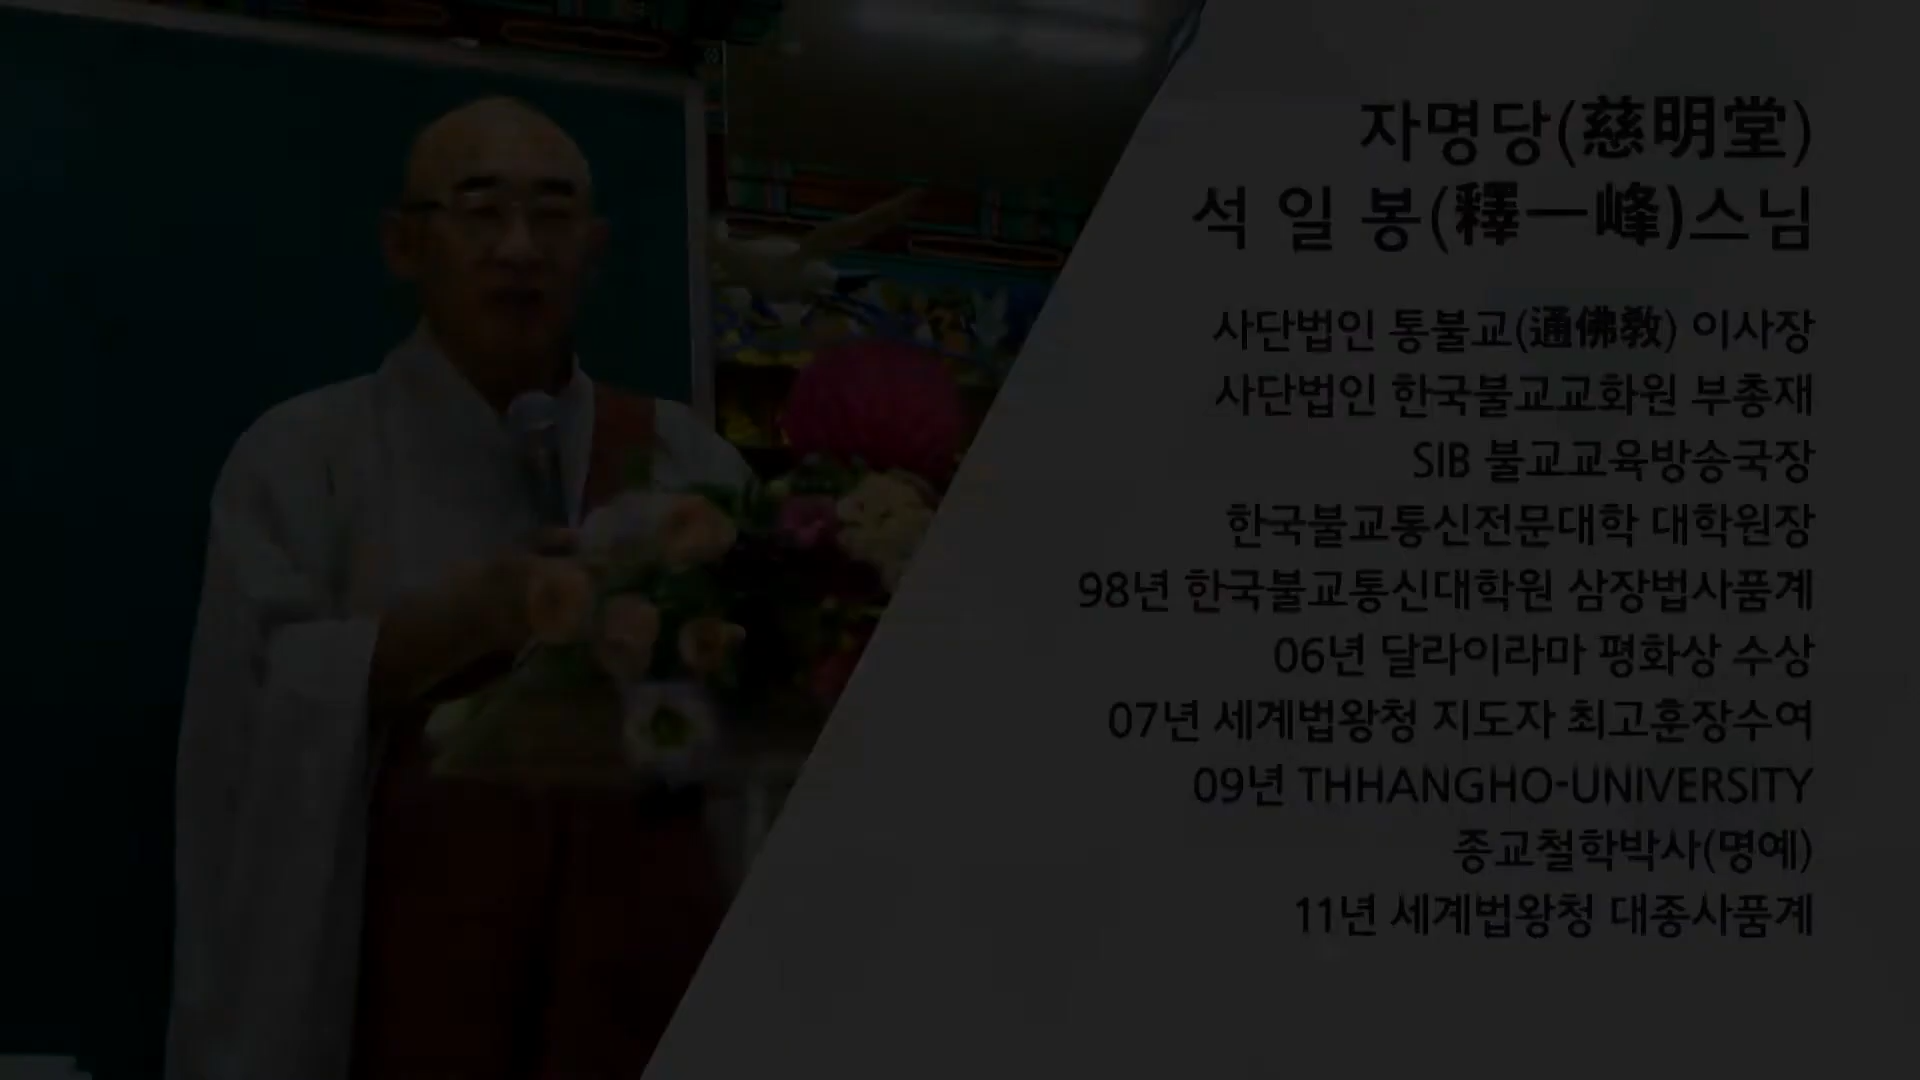 자명당(慈明堂)
석 일 봉(釋一峰)스님
사단법인 통불교(通佛敎) 이사장
사단법인 한국불교교화원 부총재
SIB 불교교육방송국장
한국불교통신전문대학 대학원장
98년 한국불교통신대학원 삼장법사품계
06년 달라이라마 평화상 수상
07년 세계법왕청 지도자 최고훈장수여
09년 THHANGHO-UNIVERSITY
종교철학박사(명예)
11년 세계법왕청 대종사품계